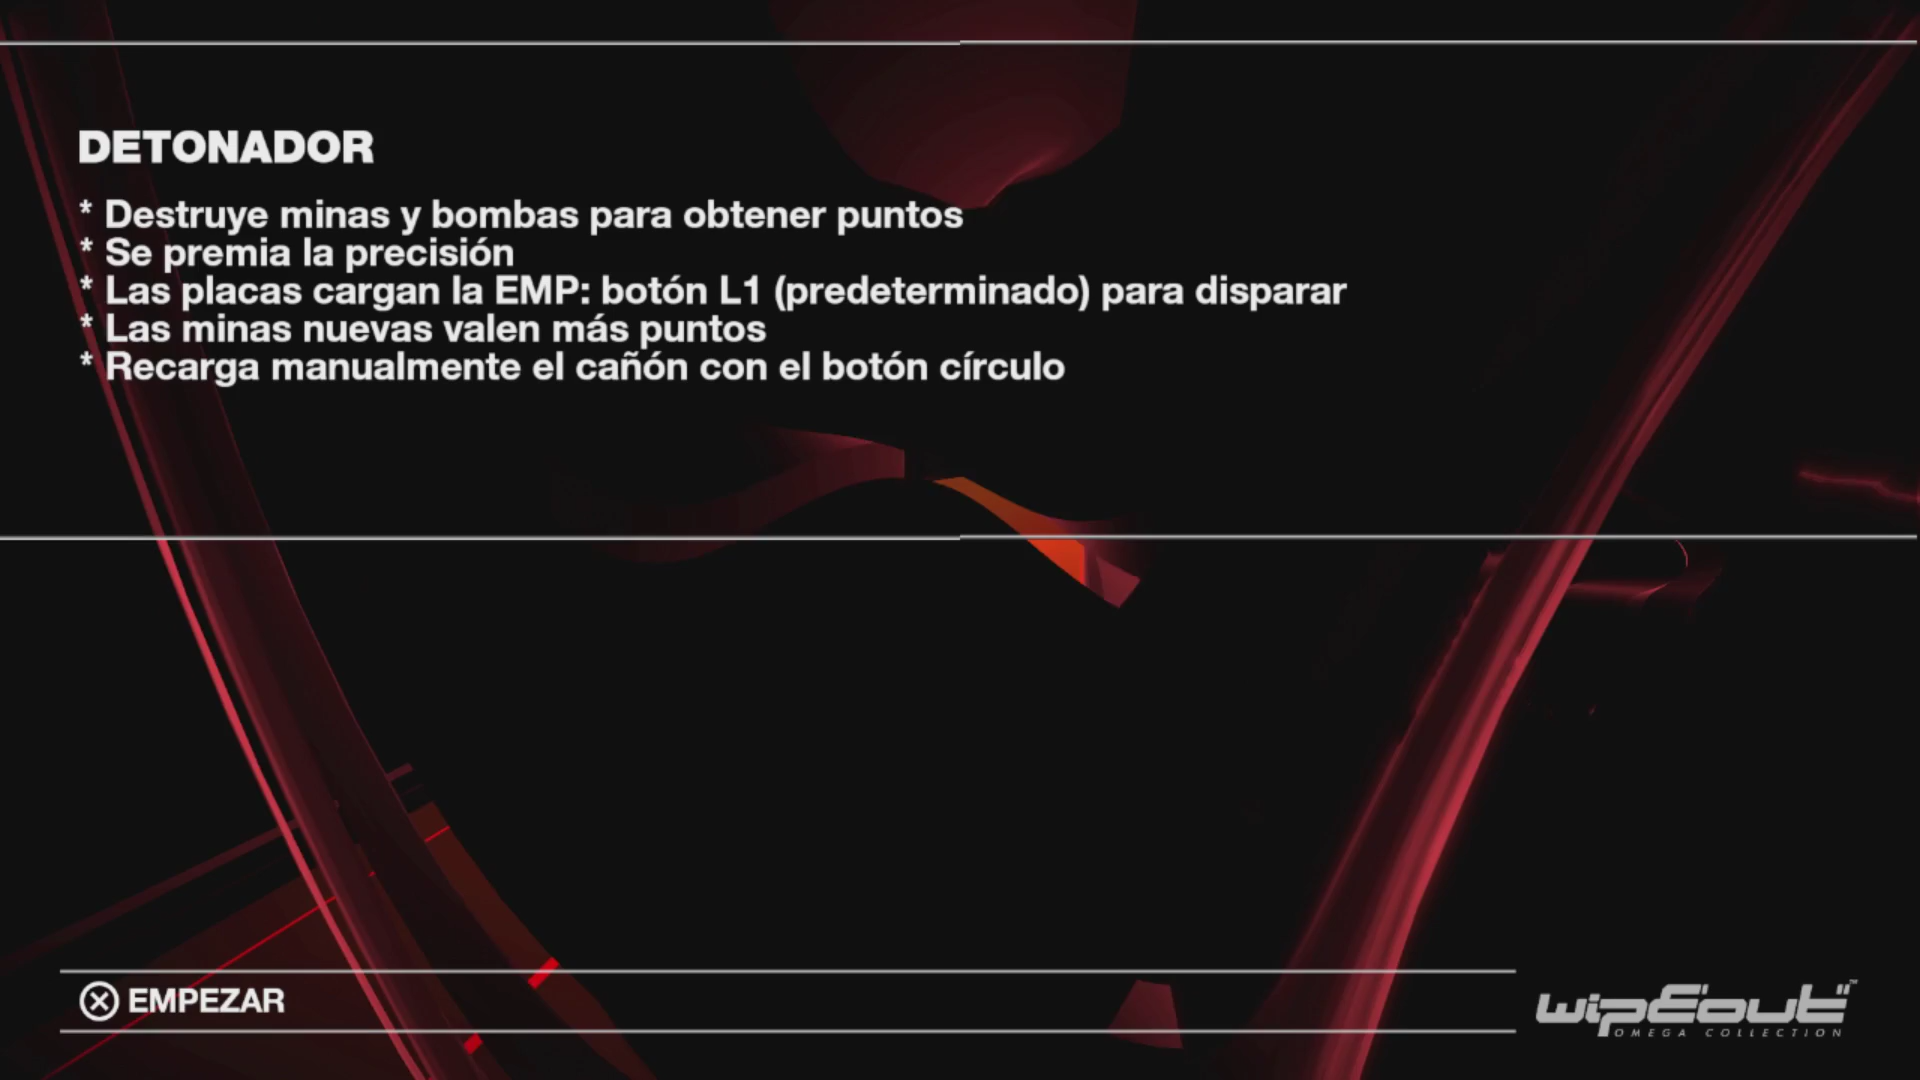 DETONADOR
* Destruye minas y bombas para obtener puntos
* Se premia la precisión
* Las placas cargan la EMP: botón L1 (predeterminado) para disparar
* Las minas nuevas valen más puntos
* Recarga manualmente el cañón con el botón círculo
EMPEZAR
wipEout™
OMEGA COLLECTION